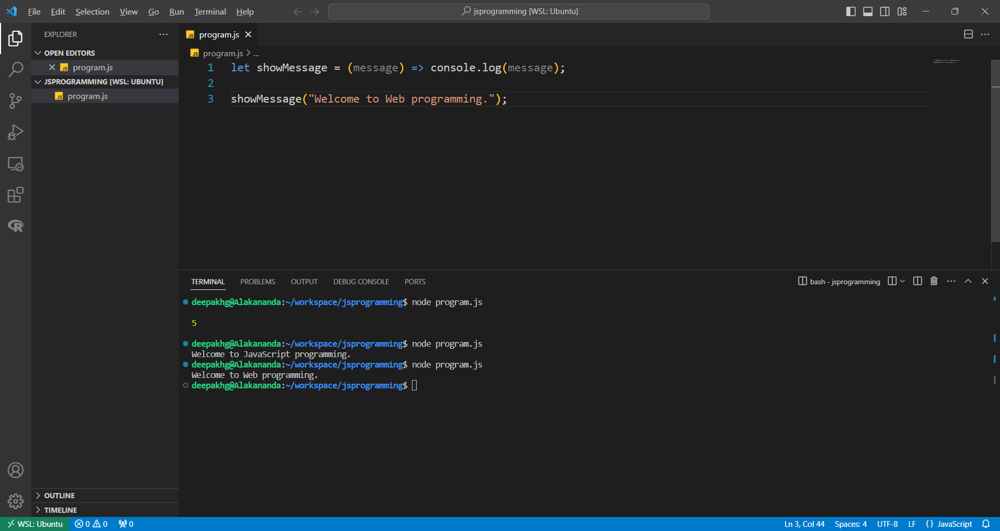 File Edit Selection View Go Run Terminal Help
jsprogramming [WSL: Ubuntu]
EXPLORER
OPEN EDITORS
program.js
JSPROGRAMMING [WSL: UBUNTU]
program.js
OUTLINE
TIMELINE
program.js
program.js > ...
1 let showMessage = (message) => console.log(message);
2
3 showMessage("Welcome to Web programming.");
TERMINAL PROBLEMS OUTPUT DEBUG CONSOLE PORTS
bash - jsprogramming
deepakhg@Alakananda:~/workspace/jsprogramming$ node program.js
5
deepakhg@Alakananda:~/workspace/jsprogramming$ node program.js
Welcome to JavaScript programming.
deepakhg@Alakananda:~/workspace/jsprogramming$ node program.js
Welcome to Web programming.
deepakhg@Alakananda:~/workspace/jsprogramming$
WSL: Ubuntu 0 0 0 Ln 3, Col 44 Spaces: 4 UTF-8 LF {} JavaScript